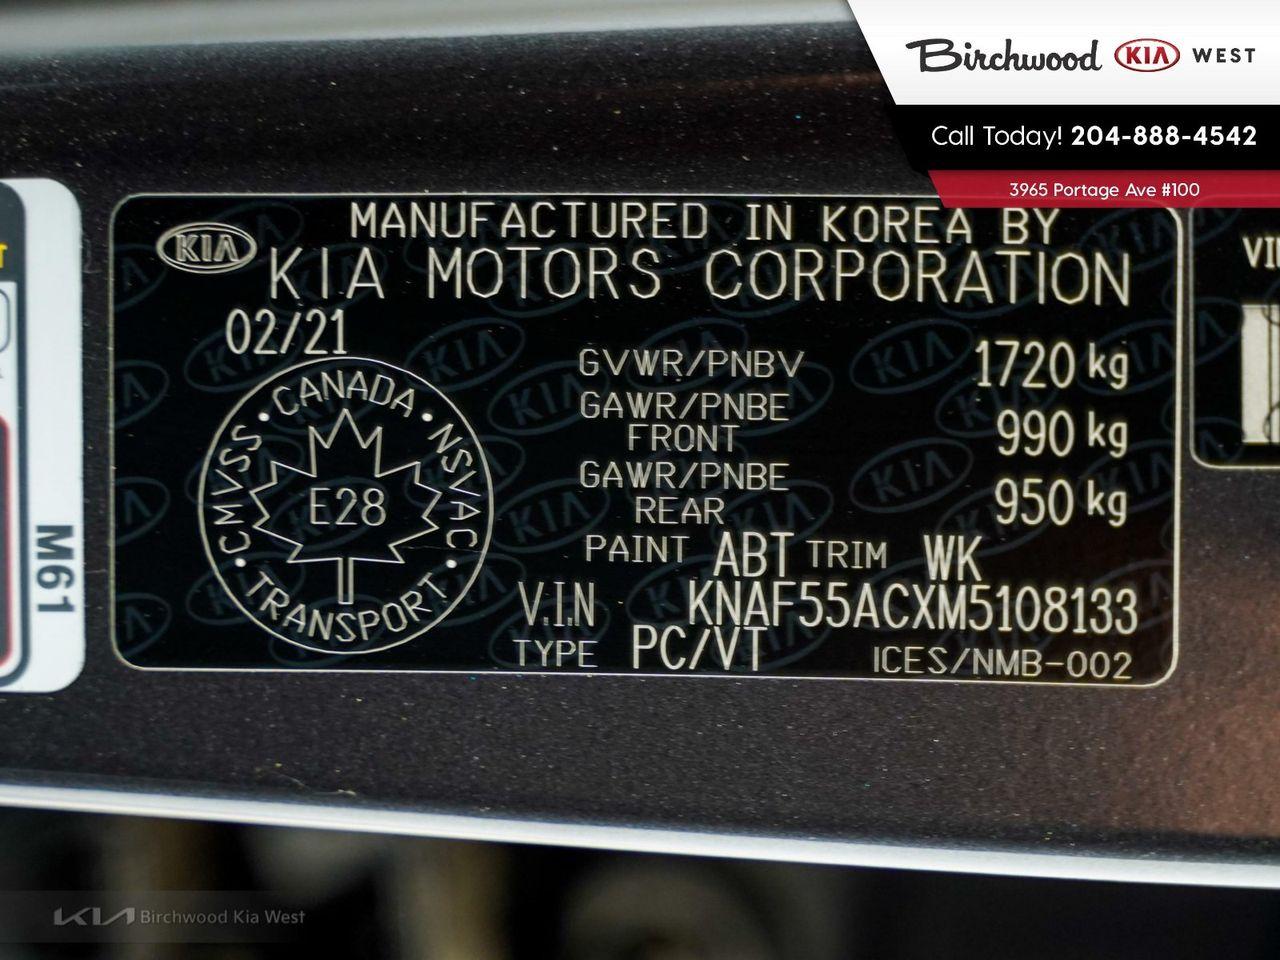 Birchwood KIA WEST
Call Today! 204-888-4542
3965 Portage Ave #100
KIA
MANUFACTURED IN KOREA BY
KIA MOTORS CORPORATION
02/21
GVWR/PNBV 1720 kg
GAWR/PNBE FRONT 990 kg
GAWR/PNBE REAR 950 kg
PAINT ABT TRIM WK
V.I.N KNAF55ACXM5108133
TYPE PC/VT ICES/NMB-002
CANADA
CMVSS
NSVAC
E28
TRANSPORT
M61
KIA Birchwood Kia West